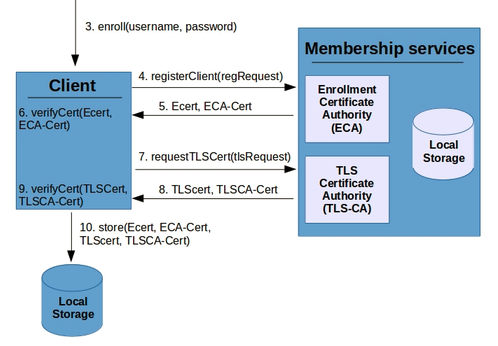 3. enroll(username, password)
Client
Membership services
4. registerClient(regRequest)
5. Ecert, ECA-Cert
6. verifyCert(Ecert,
ECA-Cert)
Enrollment
Certificate
Authority
(ECA)
Local
Storage
7. requestTLSCert(tlsRequest)
8. TLScert, TLSCA-Cert
9. verifyCert(TLSCert,
TLSCA-Cert)
TLS
Certificate
Authority
(TLS-CA)
10. store(Ecert, ECA-Cert,
TLScert, TLSCA-Cert)
Local
Storage